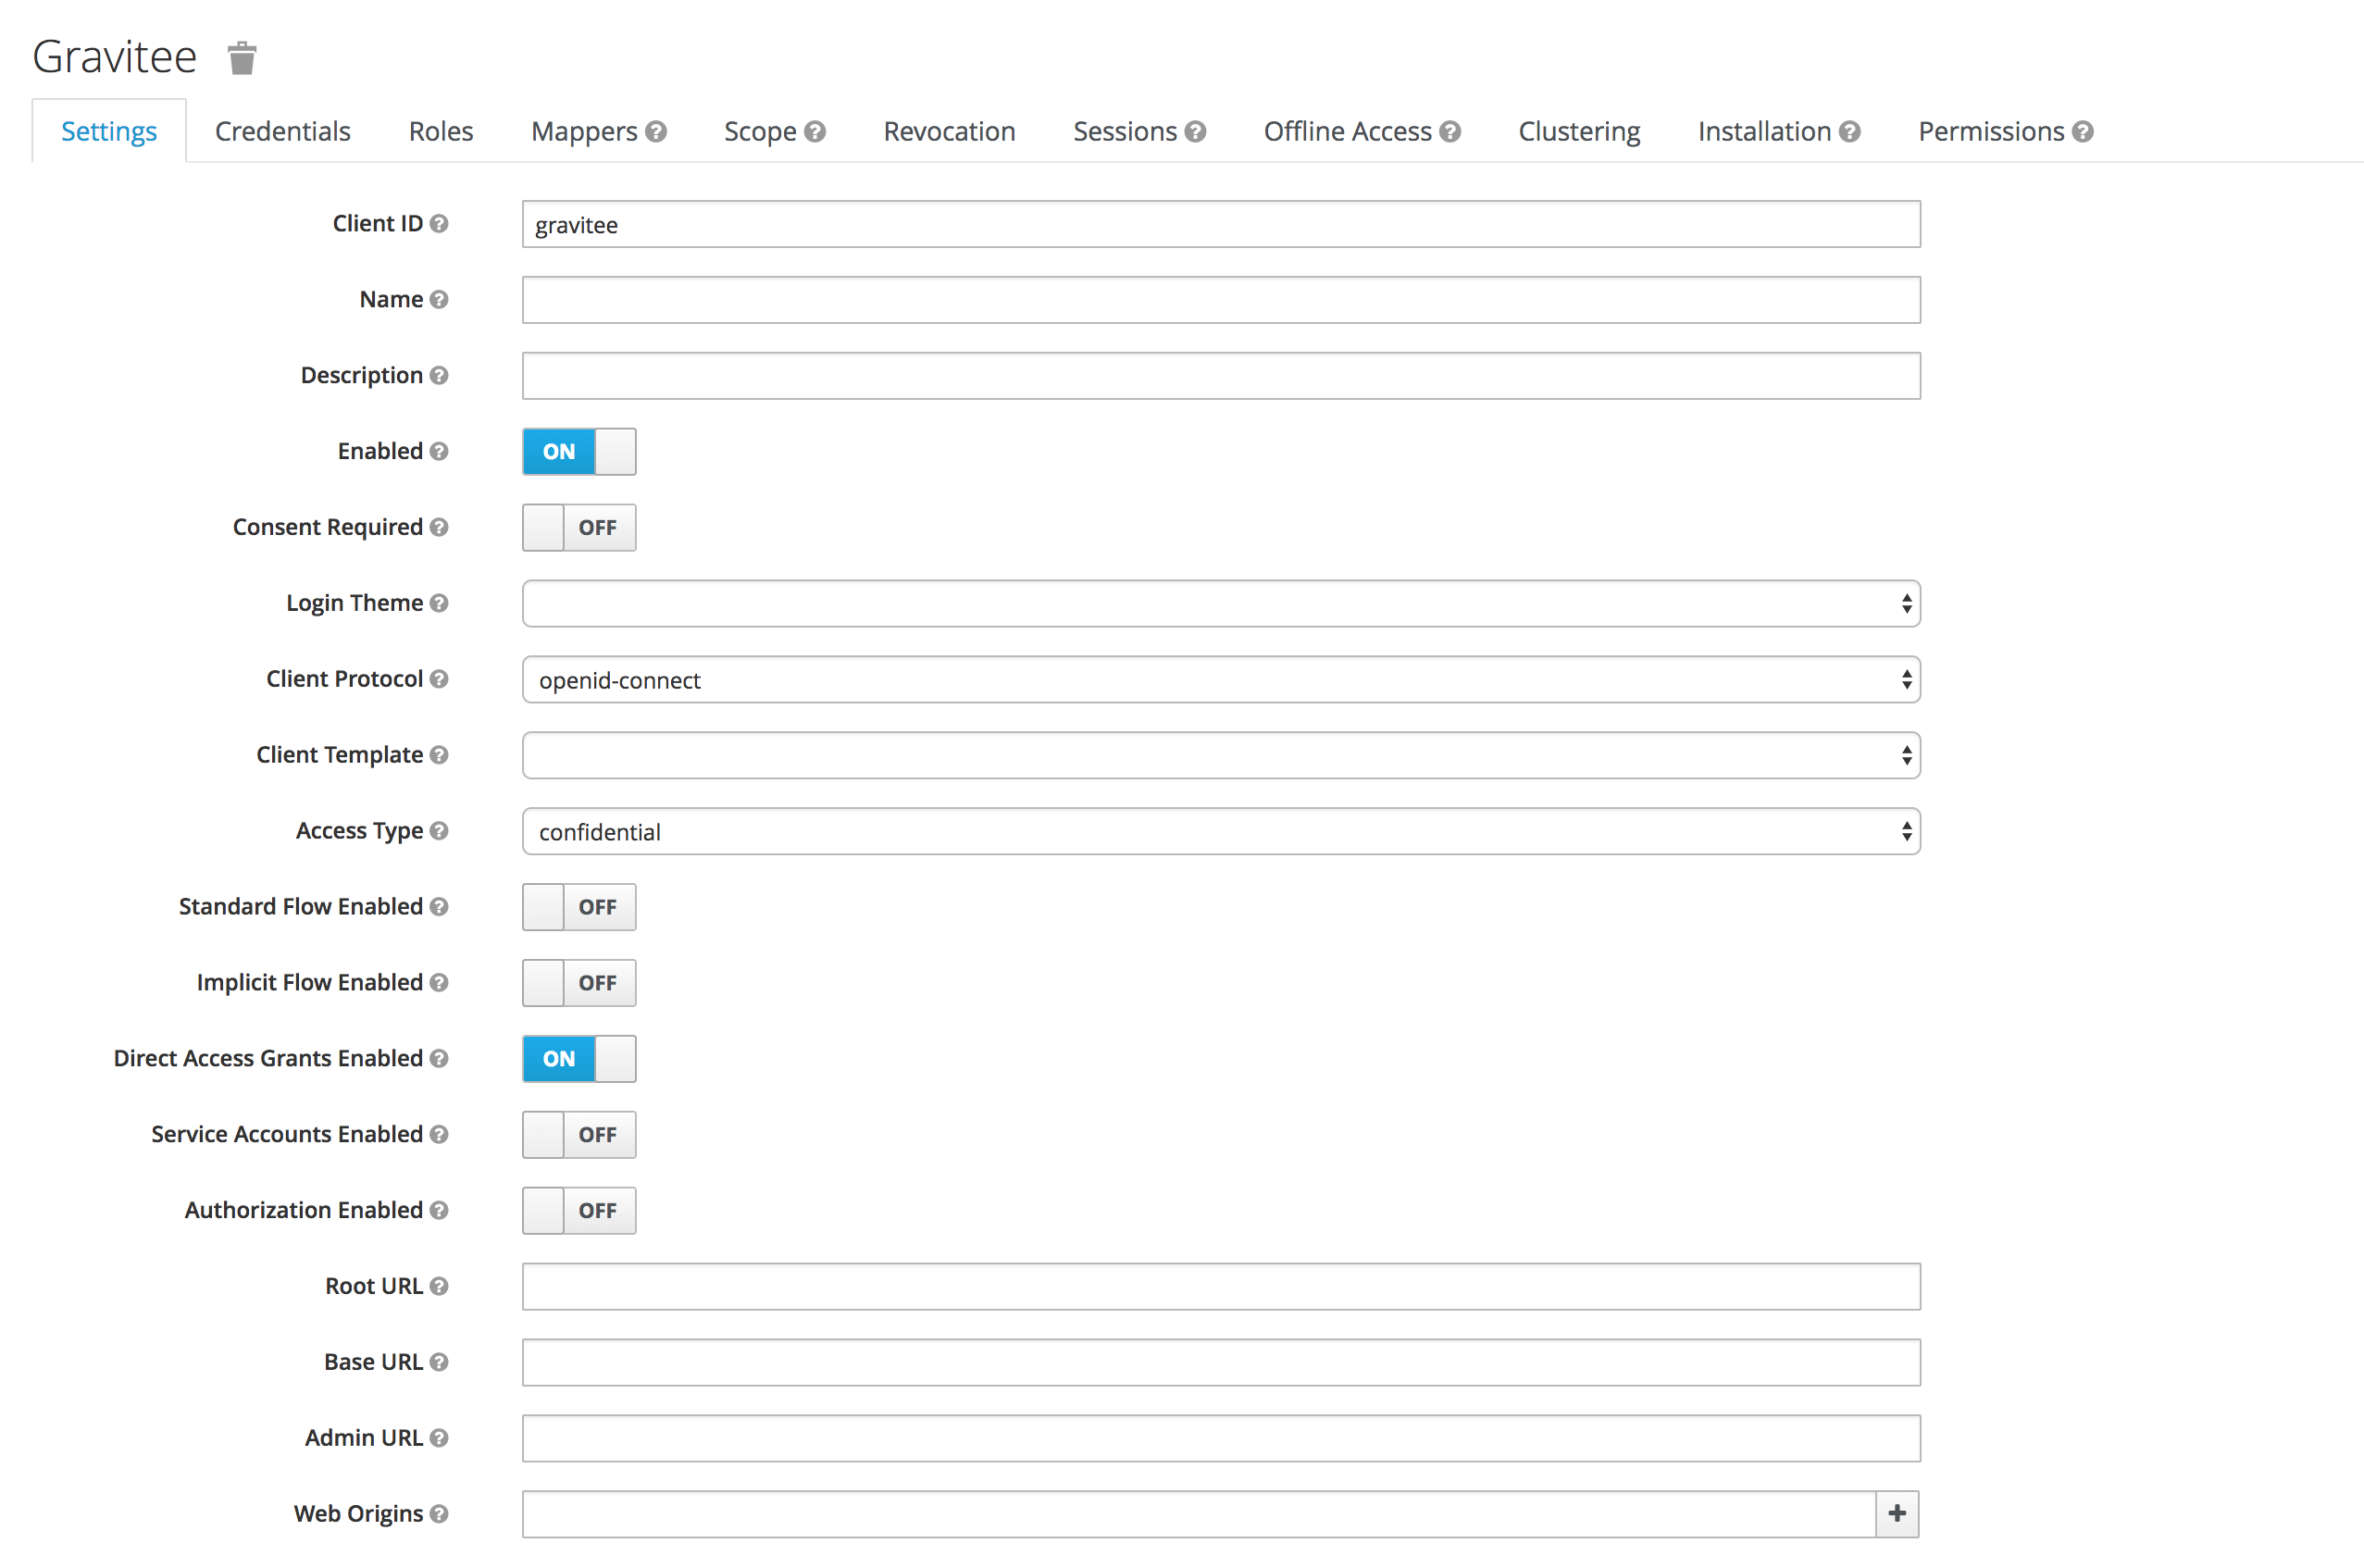 Gravitee
Settings Credentials Roles Mappers Scope Revocation Sessions Offline Access Clustering Installation Permissions
Client ID gravitee
Name
Description
Enabled ON
Consent Required OFF
Login Theme
Client Protocol openid-connect
Client Template
Access Type confidential
Standard Flow Enabled OFF
Implicit Flow Enabled OFF
Direct Access Grants Enabled ON
Service Accounts Enabled OFF
Authorization Enabled OFF
Root URL
Base URL
Admin URL
Web Origins